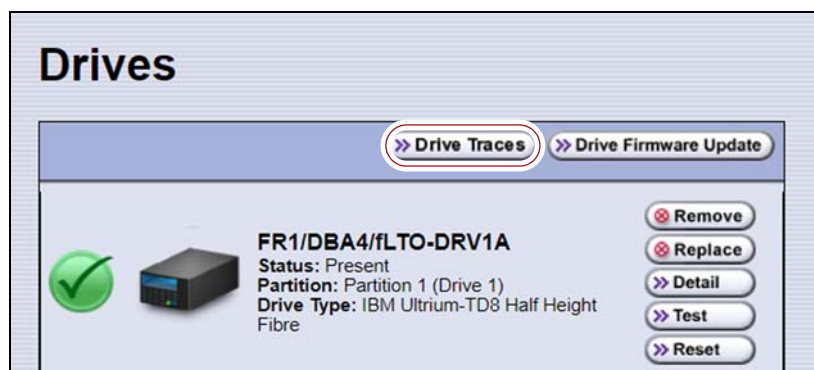 Drives
Drive Traces
Drive Firmware Update
FR1/DBA4/fLTO-DRV1A
Status: Present
Partition: Partition 1 (Drive 1)
Drive Type: IBM Ultrium-TD8 Half Height
Fibre
Remove
Replace
Detail
Test
Reset